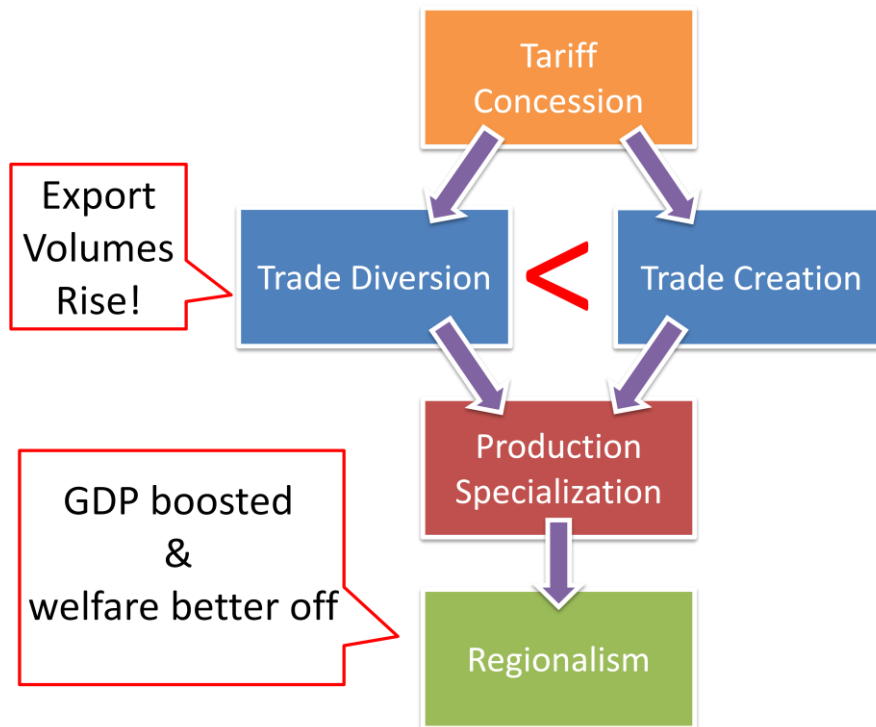 Tariff
Concession
Export
Volumes
Rise!
Trade Diversion
<
Trade Creation
Production
Specialization
GDP boosted
&
welfare better off
Regionalism